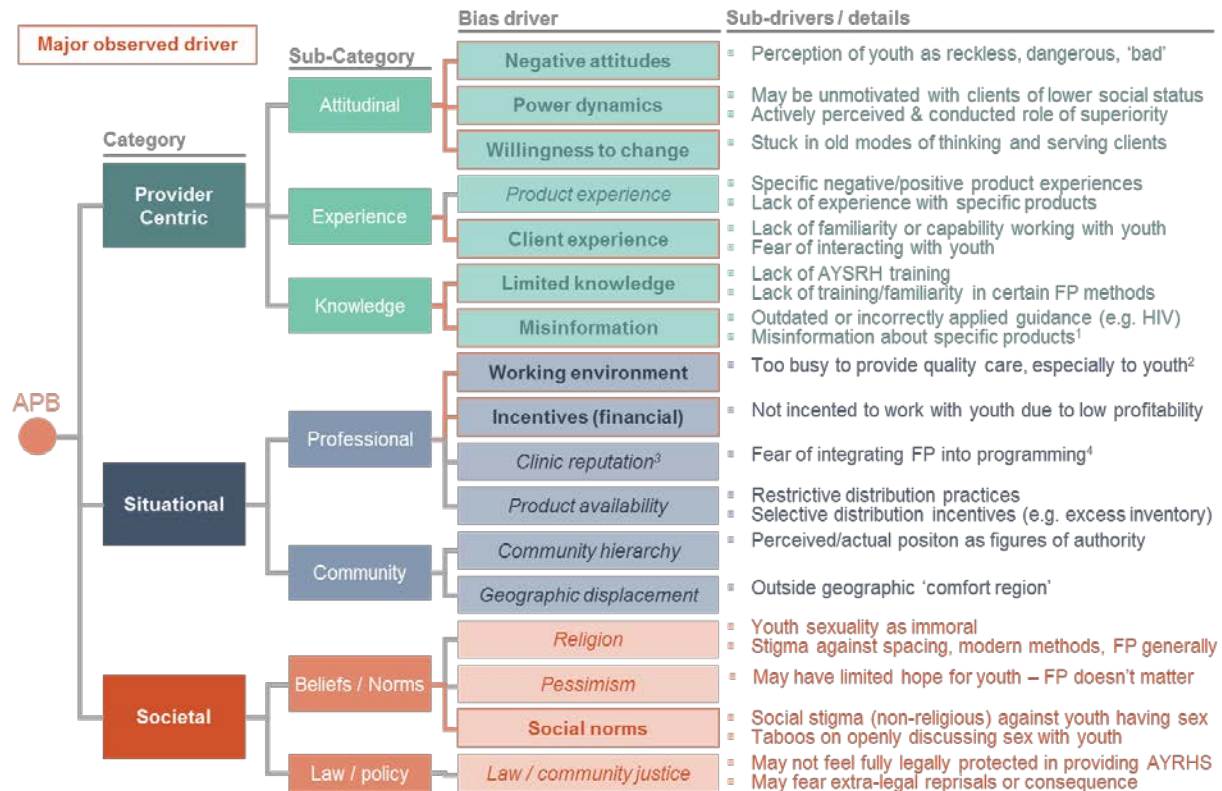 Bias driver
Sub-drivers / details
Major observed driver
Sub-Category
Category
APB
Provider
Centric
Attitudinal
Negative attitudes
Perception of youth as reckless, dangerous, ‘bad’
Power dynamics
May be unmotivated with clients of lower social status
Actively perceived & conducted role of superiority
Willingness to change
Stuck in old modes of thinking and serving clients
Experience
Product experience
Specific negative/positive product experiences
Lack of experience with specific products
Client experience
Lack of familiarity or capability working with youth
Fear of interacting with youth
Knowledge
Limited knowledge
Lack of AYSRH training
Lack of training/familiarity in certain FP methods
Misinformation
Outdated or incorrectly applied guidance (e.g. HIV)
Misinformation about specific products¹
Situational
Professional
Working environment
Too busy to provide quality care, especially to youth²
Incentives (financial)
Not incented to work with youth due to low profitability
Clinic reputation³
Fear of integrating FP into programming⁴
Product availability
Restrictive distribution practices
Selective distribution incentives (e.g. excess inventory)
Community
Community hierarchy
Perceived/actual positon as figures of authority
Geographic displacement
Outside geographic ‘comfort region’
Societal
Beliefs / Norms
Religion
Youth sexuality as immoral
Stigma against spacing, modern methods, FP generally
Pessimism
May have limited hope for youth – FP doesn’t matter
Social norms
Social stigma (non-religious) against youth having sex
Taboos on openly discussing sex with youth
Law / policy
Law / community justice
May not feel fully legally protected in providing AYRHS
May fear extra-legal reprisals or consequence